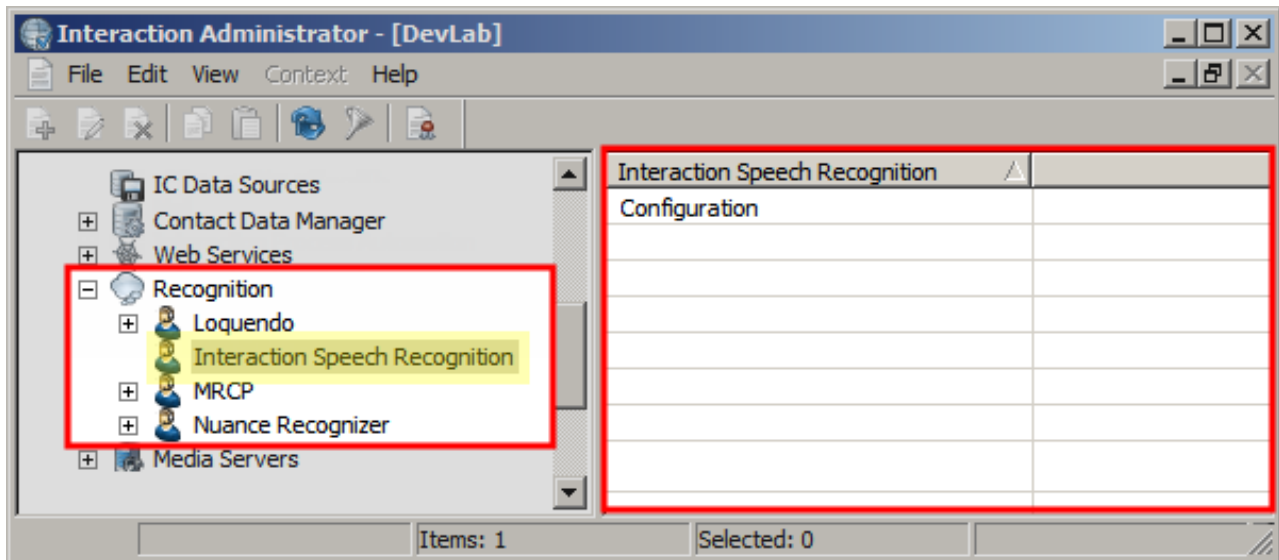 Interaction Administrator - [DevLab]
File Edit View Context Help
IC Data Sources
Contact Data Manager
Web Services
Recognition
Loquendo
Interaction Speech Recognition
MRCP
Nuance Recognizer
Media Servers
Interaction Speech Recognition
Configuration
Items: 1 Selected: 0